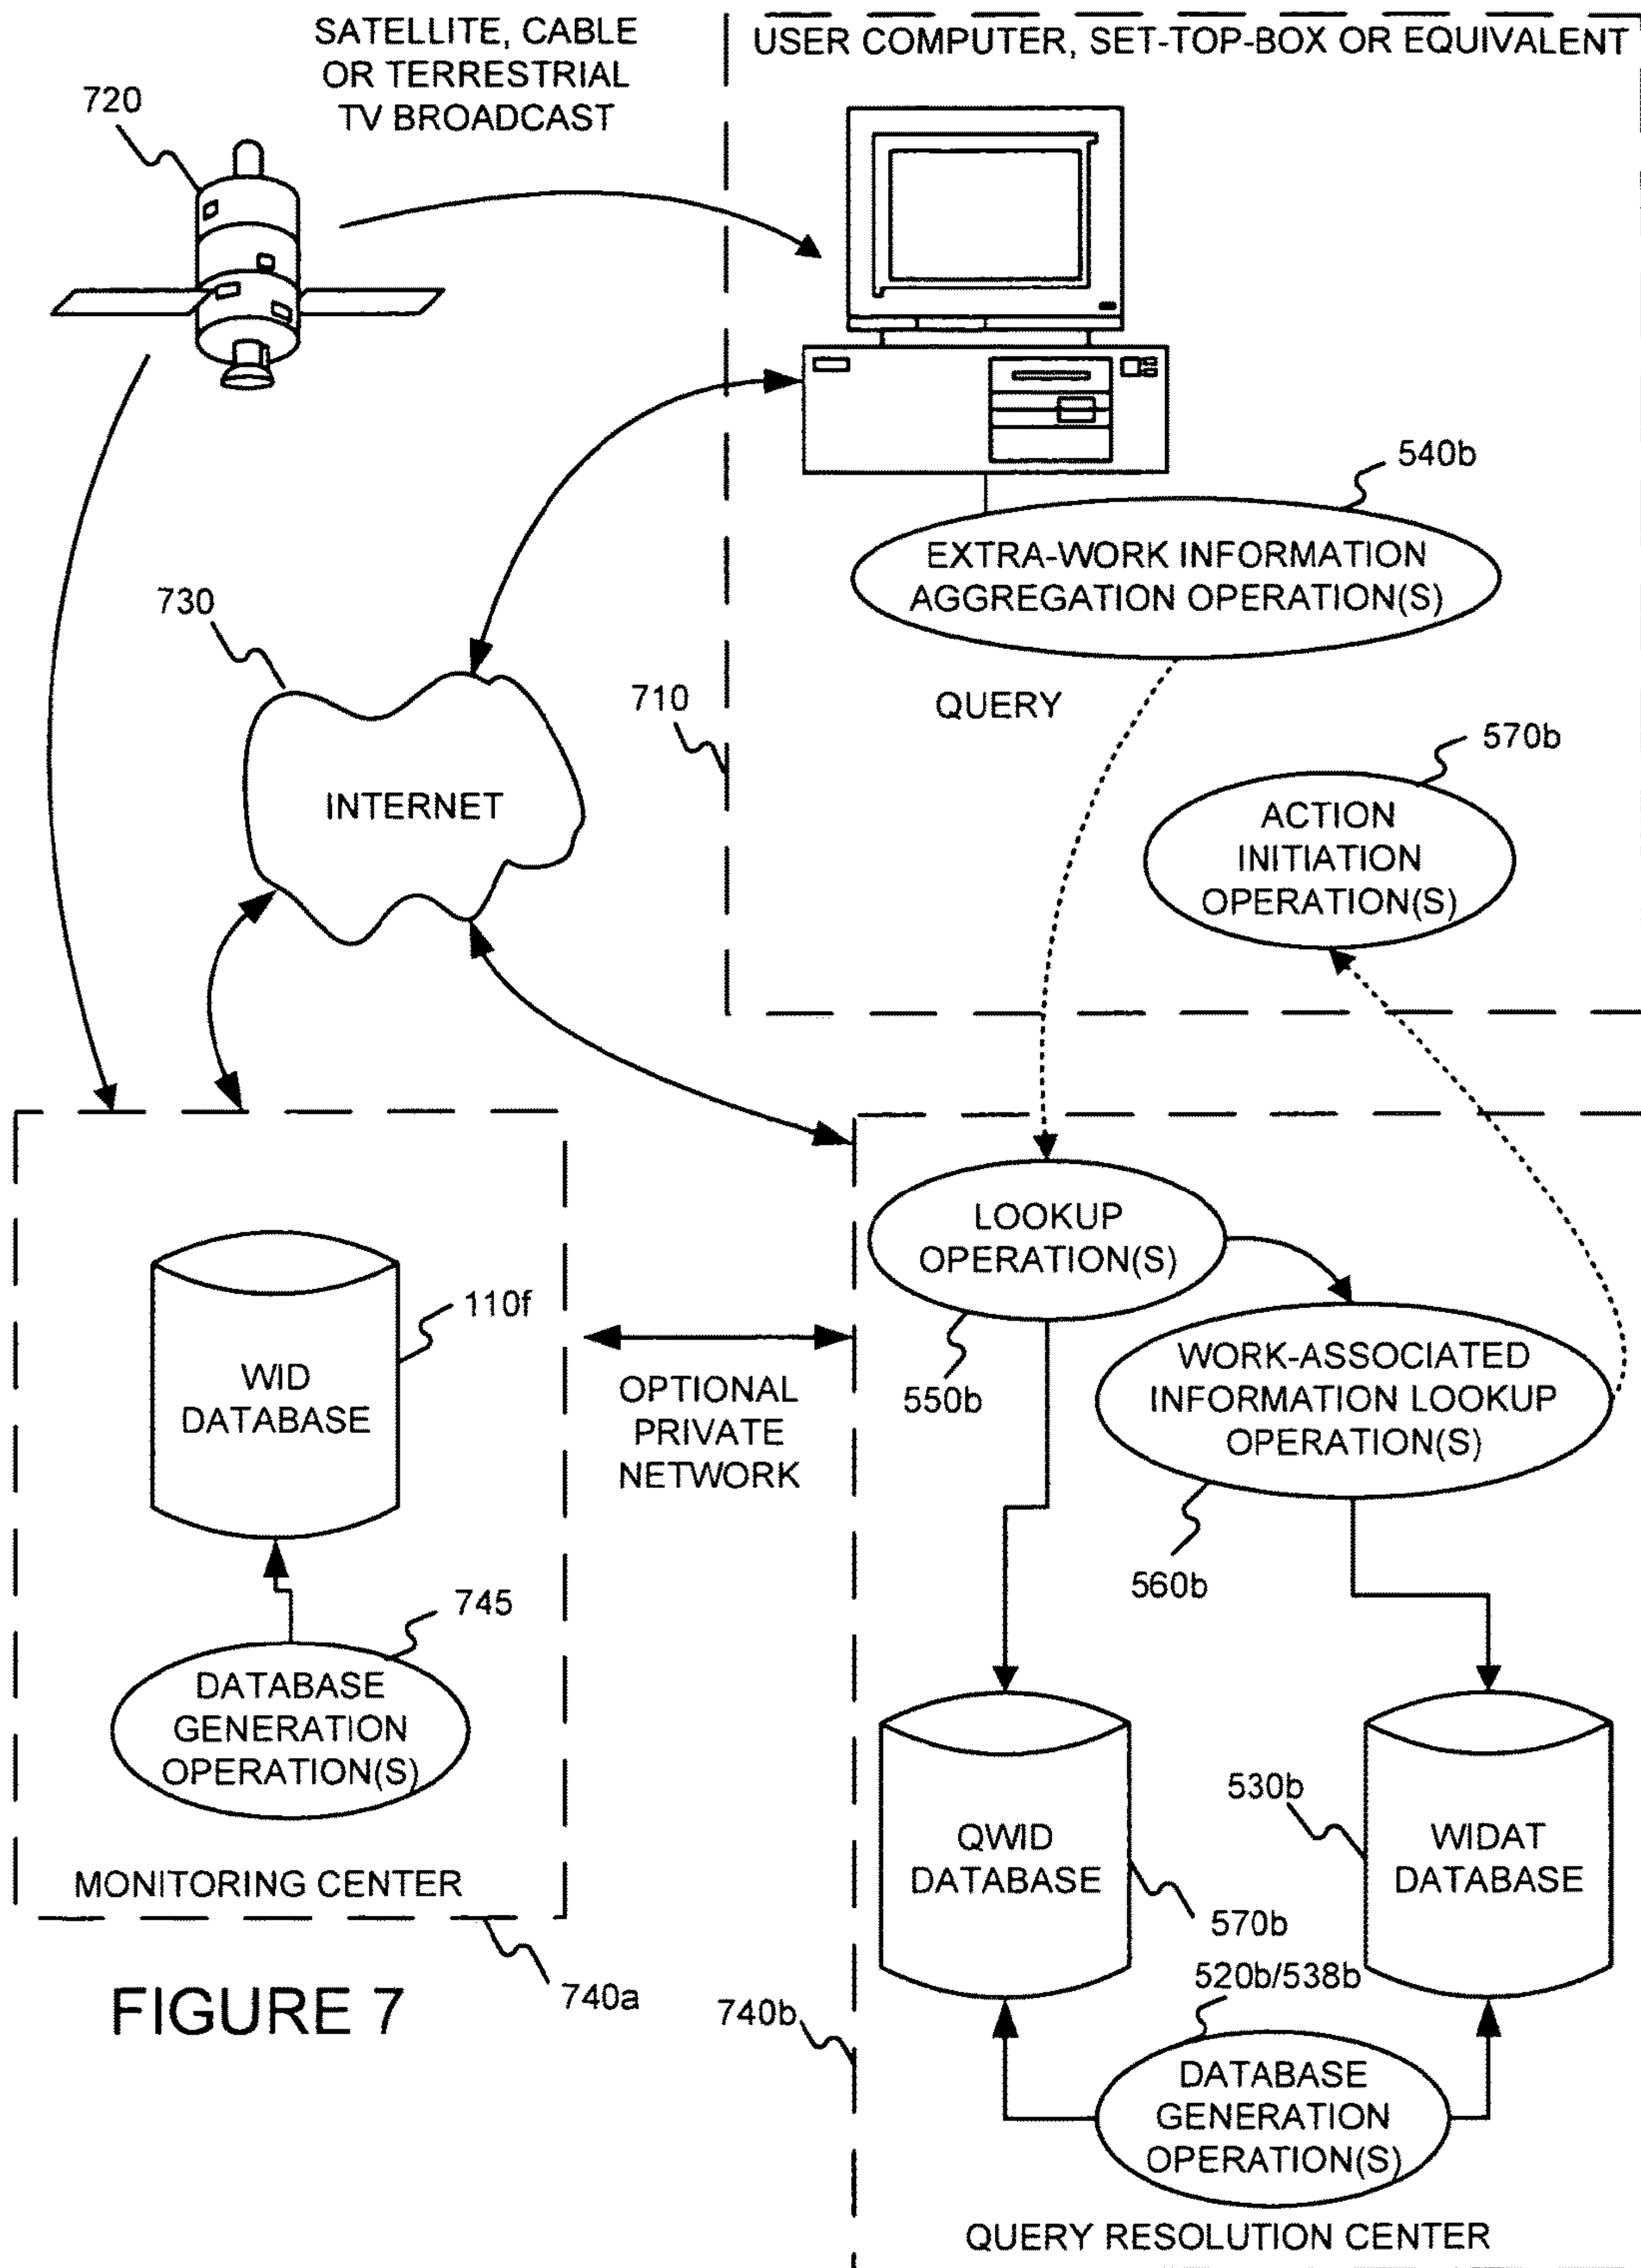 SATELLITE, CABLE
OR TERRESTRIAL
TV BROADCAST
USER COMPUTER, SET-TOP-BOX OR EQUIVALENT
720
540b
EXTRA-WORK INFORMATION
AGGREGATION OPERATION(S)
730
710
QUERY
570b
INTERNET
ACTION
INITIATION
OPERATION(S)
LOOKUP
OPERATION(S)
110f
WID
DATABASE
OPTIONAL
PRIVATE
NETWORK
550b
WORK-ASSOCIATED
INFORMATION LOOKUP
OPERATION(S)
560b
745
DATABASE
GENERATION
OPERATION(S)
530b
QWID
DATABASE
WIDAT
DATABASE
MONITORING CENTER
570b
520b/538b
740a
740b
FIGURE 7
DATABASE
GENERATION
OPERATION(S)
QUERY RESOLUTION CENTER